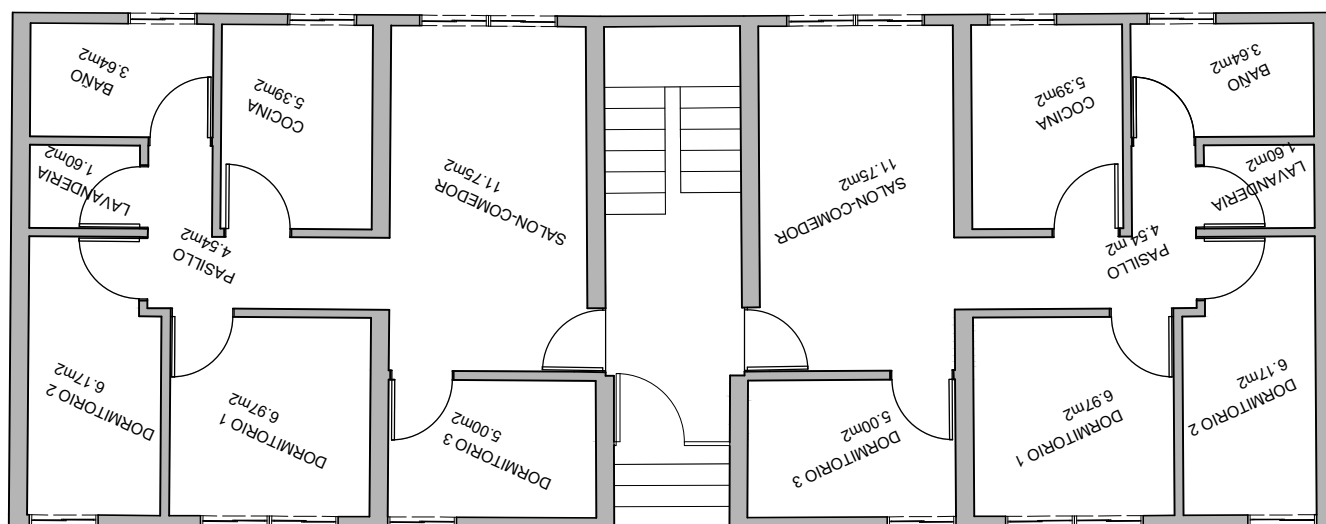 DORMITORIO 2
6.17m2
DORMITORIO 1
6.97m2
DORMITORIO 3
5.00m2
DORMITORIO 3
5.00m2
DORMITORIO 1
6.97m2
DORMITORIO 2
6.17m2
PASILLO
4.54 m2
SALON-COMEDOR
11.75m2
SALON-COMEDOR
11.75m2
PASILLO
4.54m2
LAVANDERIA
1.60m2
COCINA
5.39m2
COCINA
5.39m2
LAVANDERIA
1.60m2
BAÑO
3.64m2
BAÑO
3.64m2